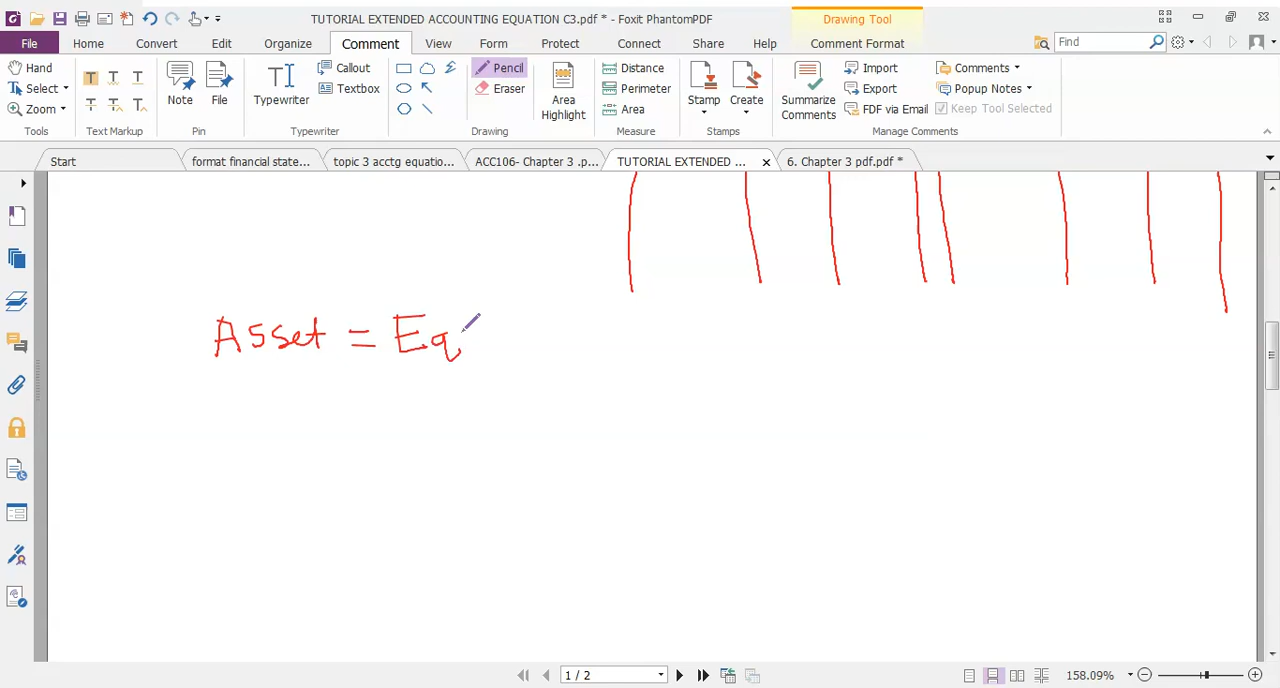 TUTORIAL EXTENDED ACCOUNTING EQUATION C3.pdf * - Foxit PhantomPDF
Drawing Tool
File Home Convert Edit Organize Comment View Form Protect Connect Share Help Comment Format Find
Hand
Select
Zoom
Tools
T T T
T T T
Text Markup
Note
File
Pin
Typewriter
Callout
Textbox
Typewriter
Pencil
Eraser
Area Highlight
Drawing
Distance
Perimeter
Area
Measure
Stamp
Create
Stamps
Summarize Comments
Import
Export
FDF via Email
Comments
Popup Notes
Keep Tool Selected
Manage Comments
Start
format financial state...
topic 3 acctg equatio...
ACC106- Chapter 3 .p...
TUTORIAL EXTENDED ...
6. Chapter 3 pdf.pdf *
Asset = Eq
1 / 2
158.09%